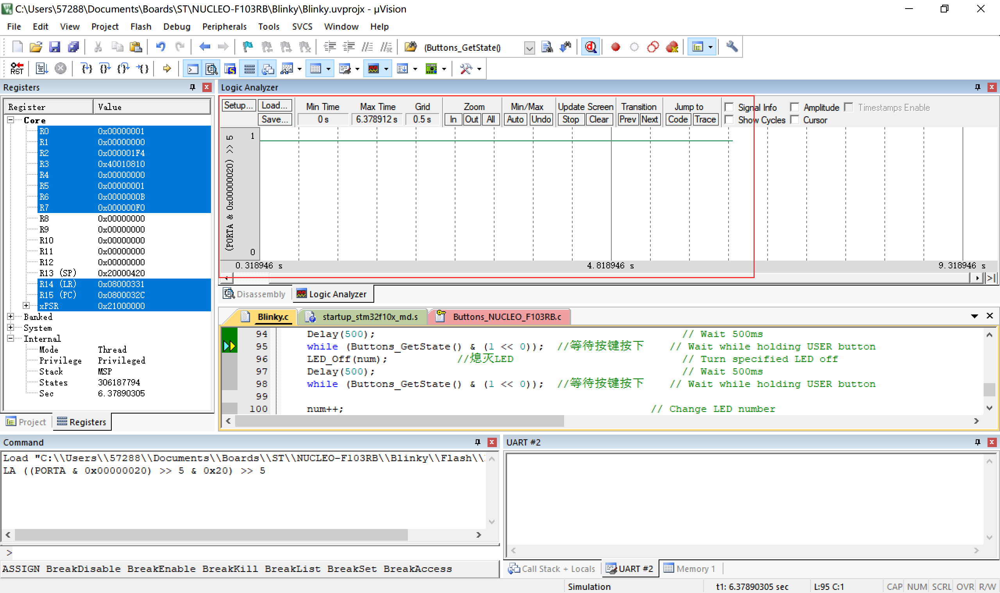 C:\Users\57288\Documents\Boards\ST\NUCLEO-F103RB\Blinky\Blinky.uvprojx - µVision
File Edit View Project Flash Debug Peripherals Tools SVCS Window Help
(Buttons_GetState()
RST
Registers
Register Value
Core
R0 0x00000001
R1 0x00000000
R2 0x000001F4
R3 0x40010810
R4 0x00000000
R5 0x00000001
R6 0x0000000B
R7 0x000000F0
R8 0x00000000
R9 0x00000000
R10 0x00000000
R11 0x00000000
R12 0x00000000
R13 (SP) 0x20000420
R14 (LR) 0x08000331
R15 (PC) 0x0800032C
xPSR 0x21000000
Banked
System
Internal
Mode Thread
Privilege Privileged
Stack MSP
States 306187794
Sec 6.37890305
Project Registers
Logic Analyzer
Setup... Load... Min Time Max Time Grid Zoom Min/Max Update Screen Transition Jump to Signal Info Amplitude Timestamps Enable
Save... 0 s 6.378912 s 0.5 s In Out All Auto Undo Stop Clear Prev Next Code Trace Show Cycles Cursor
(PORTA & 0x00000020) >> 5
1
0
0.318946 s 4.818946 s 9.318946 s
Disassembly Logic Analyzer
Blinky.c startup_stm32f10x_md.s Buttons_NUCLEO_F103RB.c
94 Delay(500); // Wait 500ms
95 while (Buttons_GetState() & (1 << 0)); //等待按键按下 // Wait while holding USER button
96 LED_Off(num); //熄灭LED // Turn specified LED off
97 Delay(500); // Wait 500ms
98 while (Buttons_GetState() & (1 << 0)); //等待按键按下 // Wait while holding USER button
99
100 num++; // Change LED number
Command
Load "C:\\Users\\57288\\Documents\\Boards\\ST\\NUCLEO-F103RB\\Blinky\\Flash\\
LA ((PORTA & 0x00000020) >> 5 & 0x20) >> 5
>
ASSIGN BreakDisable BreakEnable BreakKill BreakList BreakSet BreakAccess
UART #2
Call Stack + Locals UART #2 Memory 1
Simulation t1: 6.37890305 sec L:95 C:1 CAP NUM SCRL OVR R/W